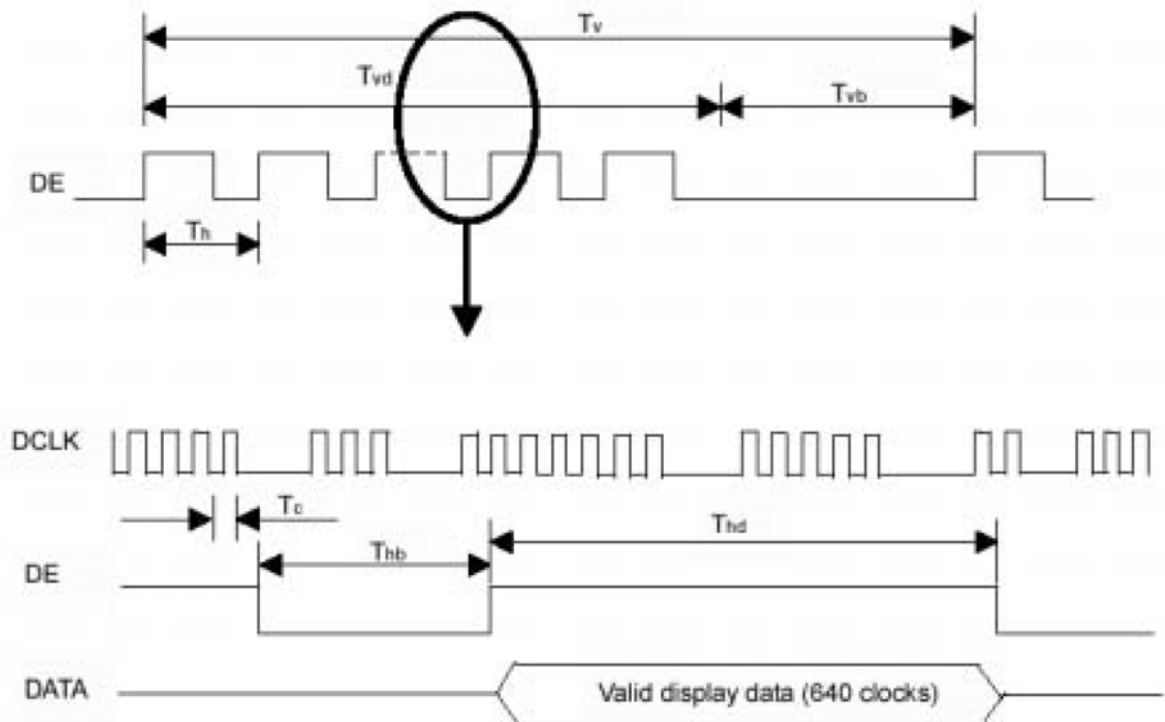 Tv
Tvd
Tvb
DE
Th
DCLK
Tc
Thd
Thb
DE
DATA
Valid display data (640 clocks)